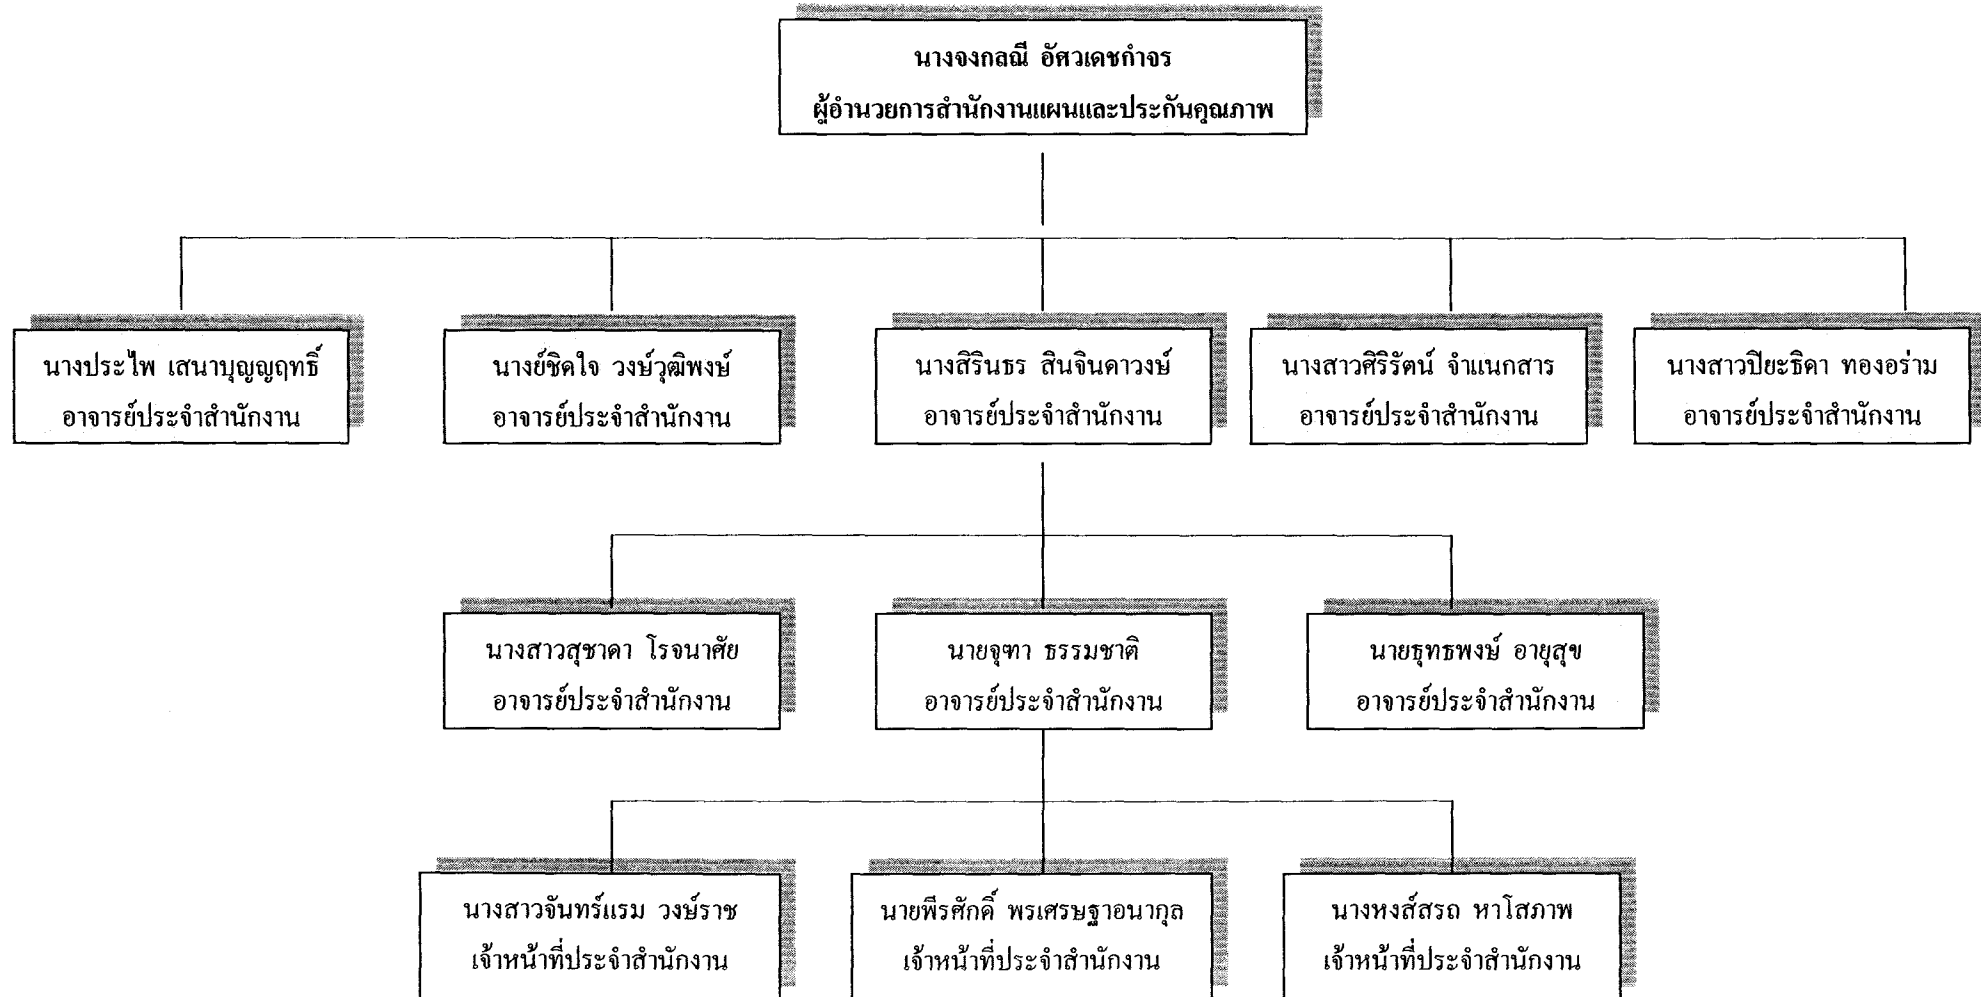 นางจงกลณี อัศวเดชกำจร
ผู้อำนวยการสำนักงานแผนและประกันคุณภาพ
นางประไพ เสนาบุญญฤทธิ์
อาจารย์ประจำสำนักงาน
นางย์ชิดใจ วงษ์วุฒิพงษ์
อาจารย์ประจำสำนักงาน
นางสิรินธร สินจินดาวงษ์
อาจารย์ประจำสำนักงาน
นางสาวศิริรัตน์ จำแนกสาร
อาจารย์ประจำสำนักงาน
นางสาวปิยะธิดา ทองอร่าม
อาจารย์ประจำสำนักงาน
นางสาวสุชาดา โรจนาศัย
อาจารย์ประจำสำนักงาน
นายจุฑา ธรรมชาติ
อาจารย์ประจำสำนักงาน
นายธุทธพงษ์ อายุสุข
อาจารย์ประจำสำนักงาน
นางสาวจันทร์แรม วงษ์ราช
เจ้าหน้าที่ประจำสำนักงาน
นายพีรศักดิ์ พรเศรษฐาอนากุล
เจ้าหน้าที่ประจำสำนักงาน
นางหงส์สรถ หาโสภาพ
เจ้าหน้าที่ประจำสำนักงาน